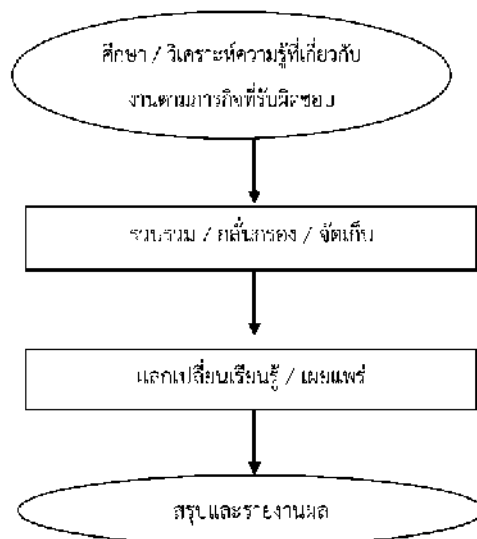 ศึกษา / วิเคราะห์ความรู้ที่เกี่ยวกับ
งานตามภารกิจที่รับผิดชอบ
รวบรวม / กลั่นกรอง / จัดเก็บ
แลกเปลี่ยนเรียนรู้ / เผยแพร่
สรุปและรายงานผล